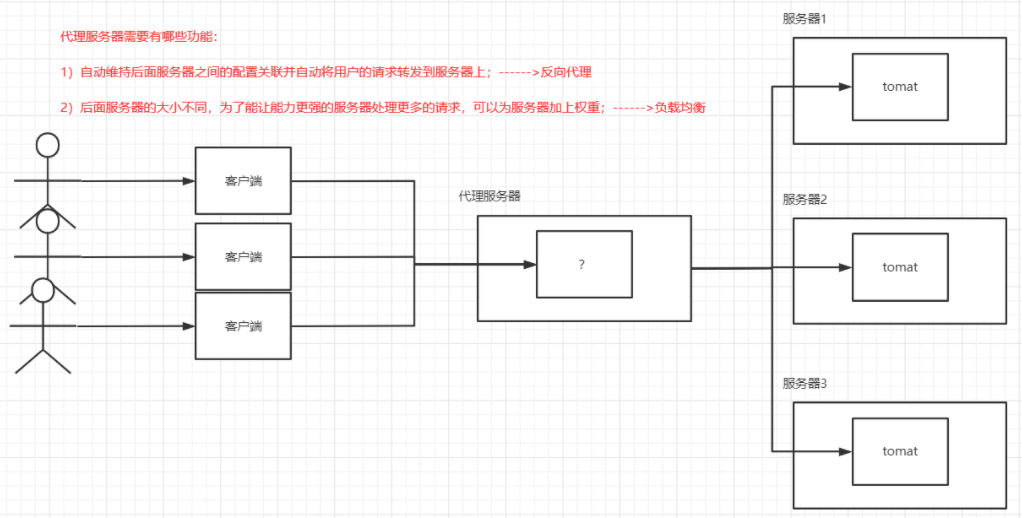 代理服务器需要有哪些功能：
1）自动维持后面服务器之间的配置关联并自动将用户的请求转发到服务器上；------>反向代理
2）后面服务器的大小不同，为了能让能力更强的服务器处理更多的请求，可以为服务器加上权重；------>负载均衡
服务器1
tomat
客户端
代理服务器
服务器2
客户端
?
tomat
客户端
服务器3
tomat